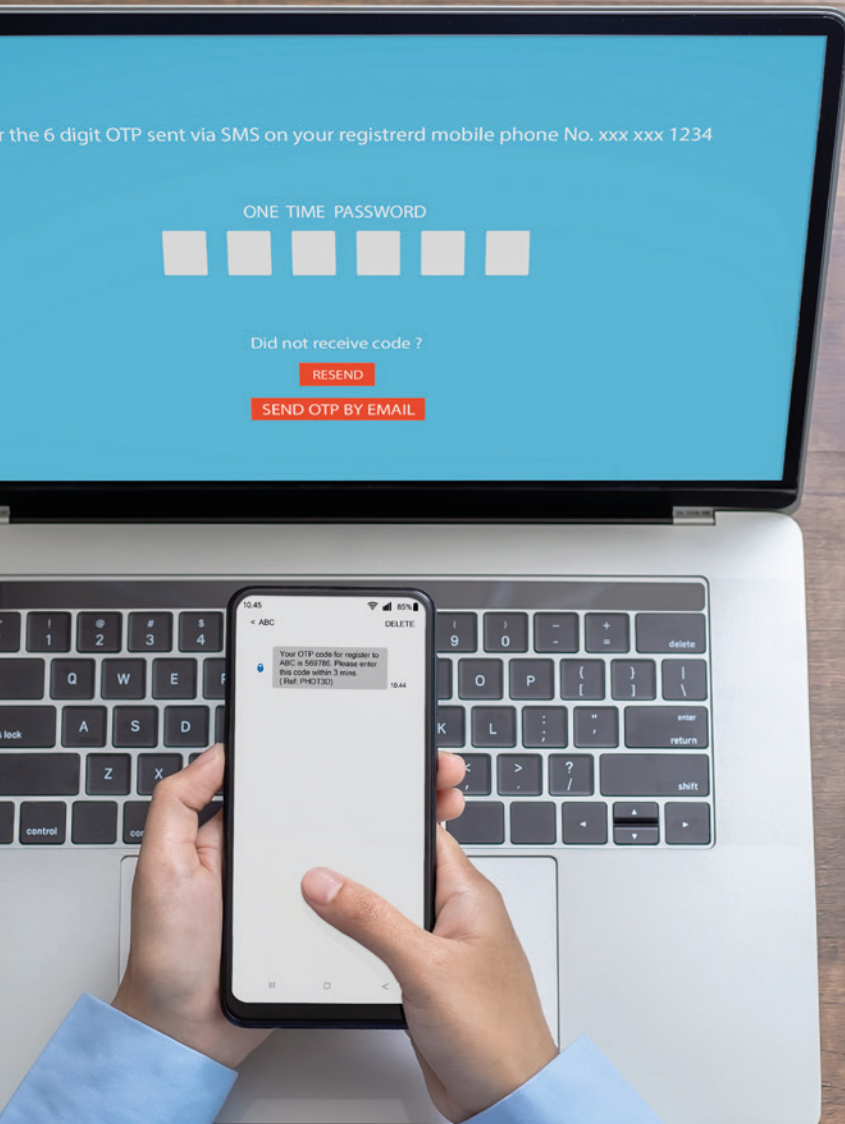 r the 6 digit OTP sent via SMS on your registrerd mobile phone No. xxx xxx 1234
ONE TIME PASSWORD
Did not receive code ?
RESEND
SEND OTP BY EMAIL
10.45 85%
< ABC DELETE
Your OTP code for register to
ABC is 569786. Please enter
this code within 3 mins.
( Ref: PHOT3D)
10.44
! @ # $ ( ) _ +
1 2 3 4 9 0 - = delete
Q W E O P { [ } ] | \
s lock A S D K L : ; " ' enter return
Z X < , > . ? / shift
control